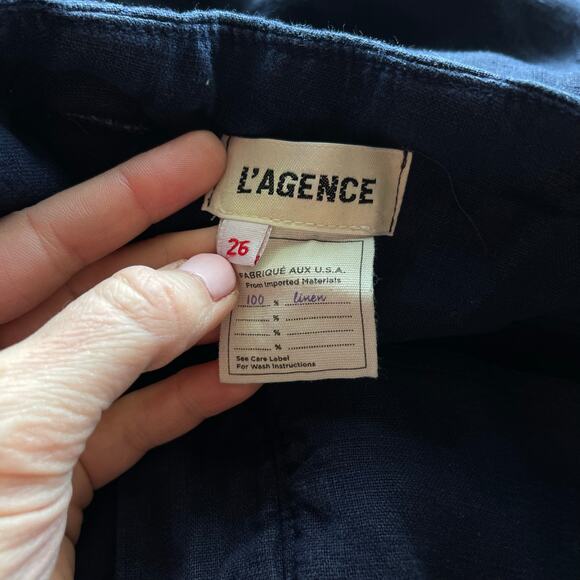 L'AGENCE
26
FABRIQUÉ AUX U.S.A.
From Imported Materials
100 % linen
%
%
%
See Care Label
For Wash Instructions